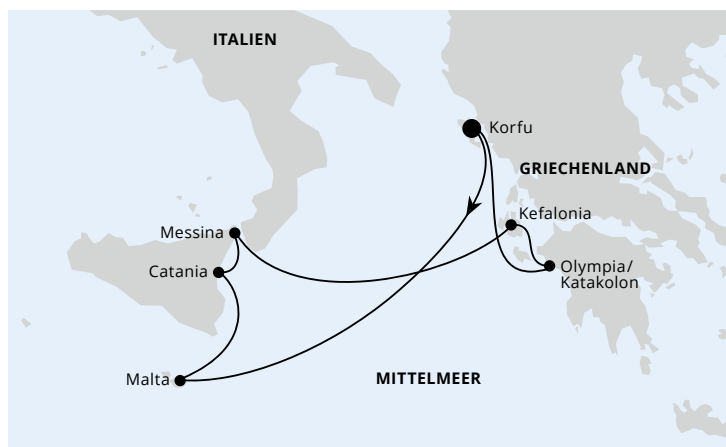 ITALIEN
Korfu
GRIECHENLAND
Kefalonia
Messina
Catania
Olympia/
Katakolon
Malta
MITTELMEER